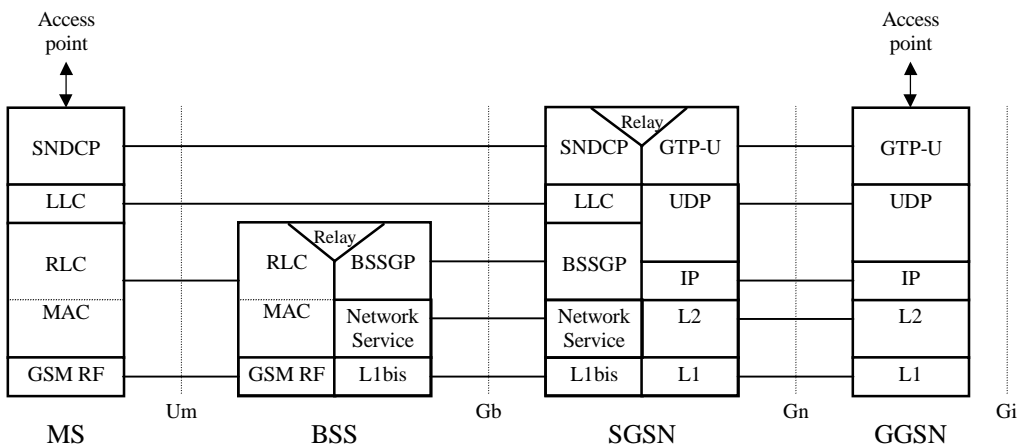 Access
point
Access
point
Relay
SNDCP
SNDCP
GTP-U
GTP-U
LLC
LLC
UDP
UDP
Relay
RLC
RLC
BSSGP
BSSGP
IP
IP
MAC
MAC
Network
Service
Network
Service
L2
L2
GSM RF
GSM RF
L1bis
L1bis
L1
L1
Um
Gb
Gn
Gi
MS
BSS
SGSN
GGSN